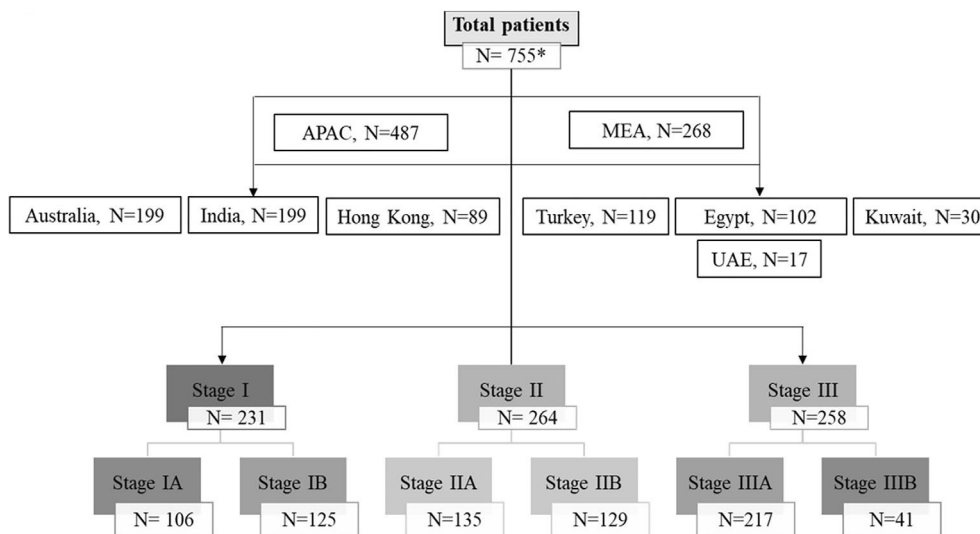 Total patients
N= 755*
APAC, N=487
MEA, N=268
Australia, N=199
India, N=199
Hong Kong, N=89
Turkey, N=119
Egypt, N=102
Kuwait, N=30
UAE, N=17
Stage I
N= 231
Stage II
N= 264
Stage III
N=258
Stage IA
N= 106
Stage IB
N=125
Stage IIA
N=135
Stage IIB
N=129
Stage IIIA
N=217
Stage IIIB
N=41